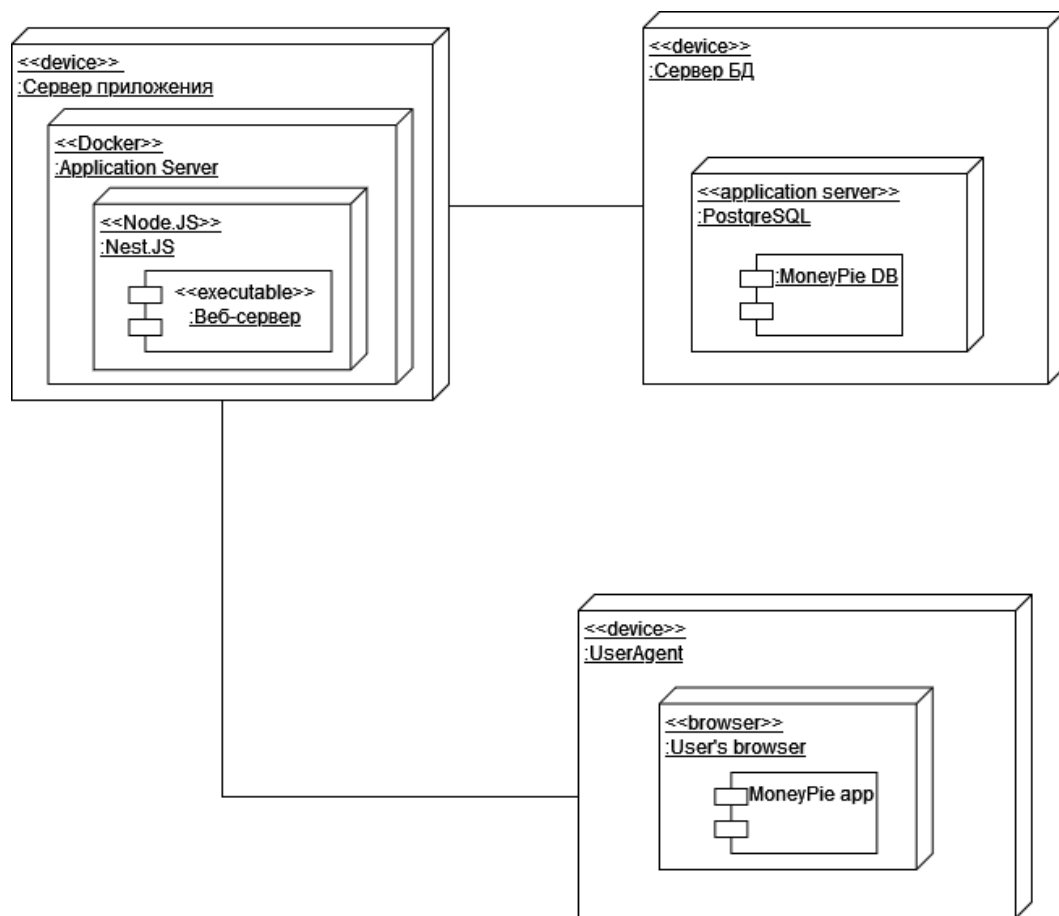 <<device>>
:Сервер приложения
<<Docker>>
:Application Server
<<Node.JS>>
:Nest.JS
<<executable>>
:Веб-сервер
<<device>>
:Сервер БД
<<application server>>
:PostqreSQL
:MoneyPie DB
<<device>>
:UserAgent
<<browser>>
:User's browser
MoneyPie app